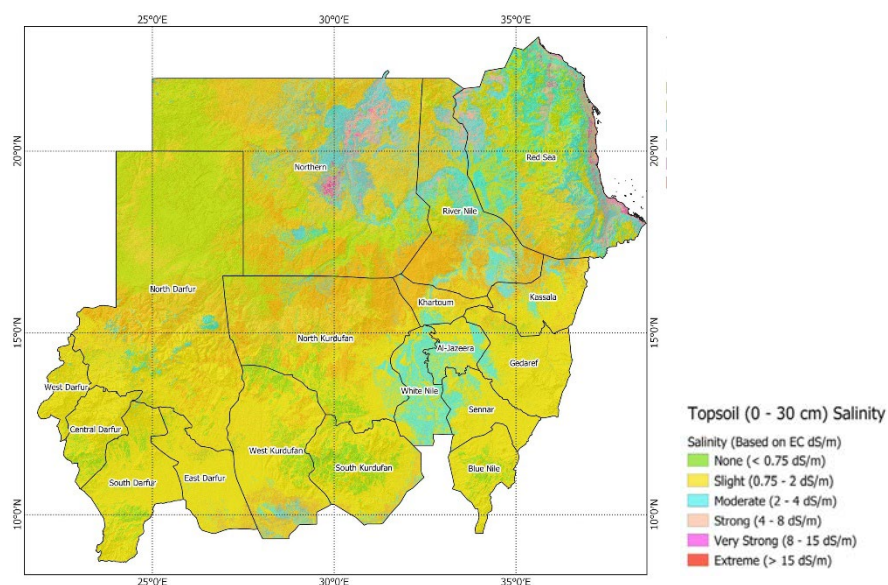 25°0'E 30°0'E 35°0'E
20°0'N 20°0'N
Northern
Red Sea
River Nile
North Darfur
Khartoum
Kassala
15°0'N 15°0'N
North Kurdufan
Al-Jazeera
Gedaref
West Darfur
White Nile
Sennar
Central Darfur
West Kurdufan
South Kurdufan
Blue Nile
South Darfur
East Darfur
10°0'N 10°0'N
25°0'E 30°0'E 35°0'E
Topsoil (0 - 30 cm) Salinity
Salinity (Based on EC dS/m)
None (< 0.75 dS/m)
Slight (0.75 - 2 dS/m)
Moderate (2 - 4 dS/m)
Strong (4 - 8 dS/m)
Very Strong (8 - 15 dS/m)
Extreme (> 15 dS/m)